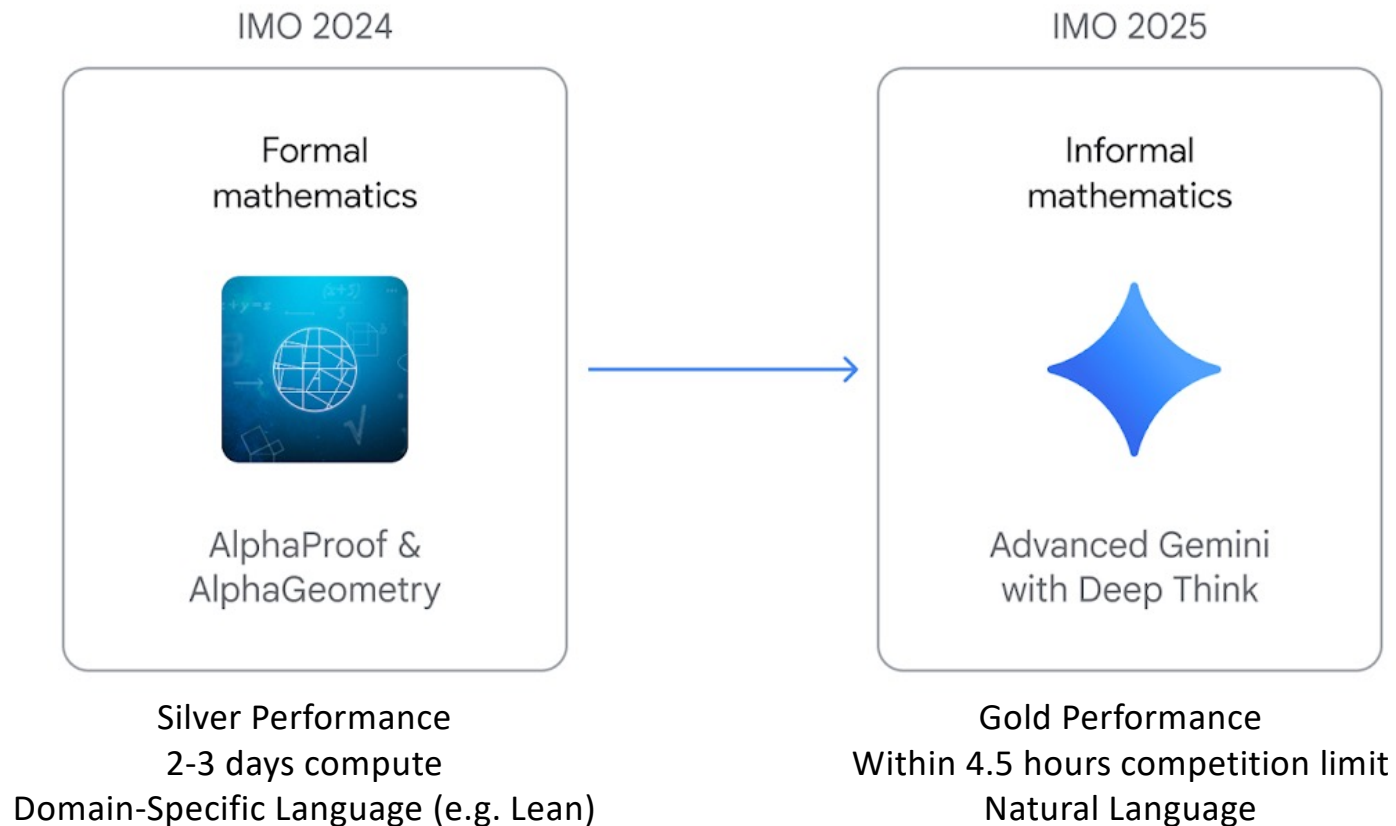 IMO 2024
Formal
mathematics
AlphaProof &
AlphaGeometry
Silver Performance
2-3 days compute
Domain-Specific Language (e.g. Lean)
IMO 2025
Informal
mathematics
Advanced Gemini
with Deep Think
Gold Performance
Within 4.5 hours competition limit
Natural Language